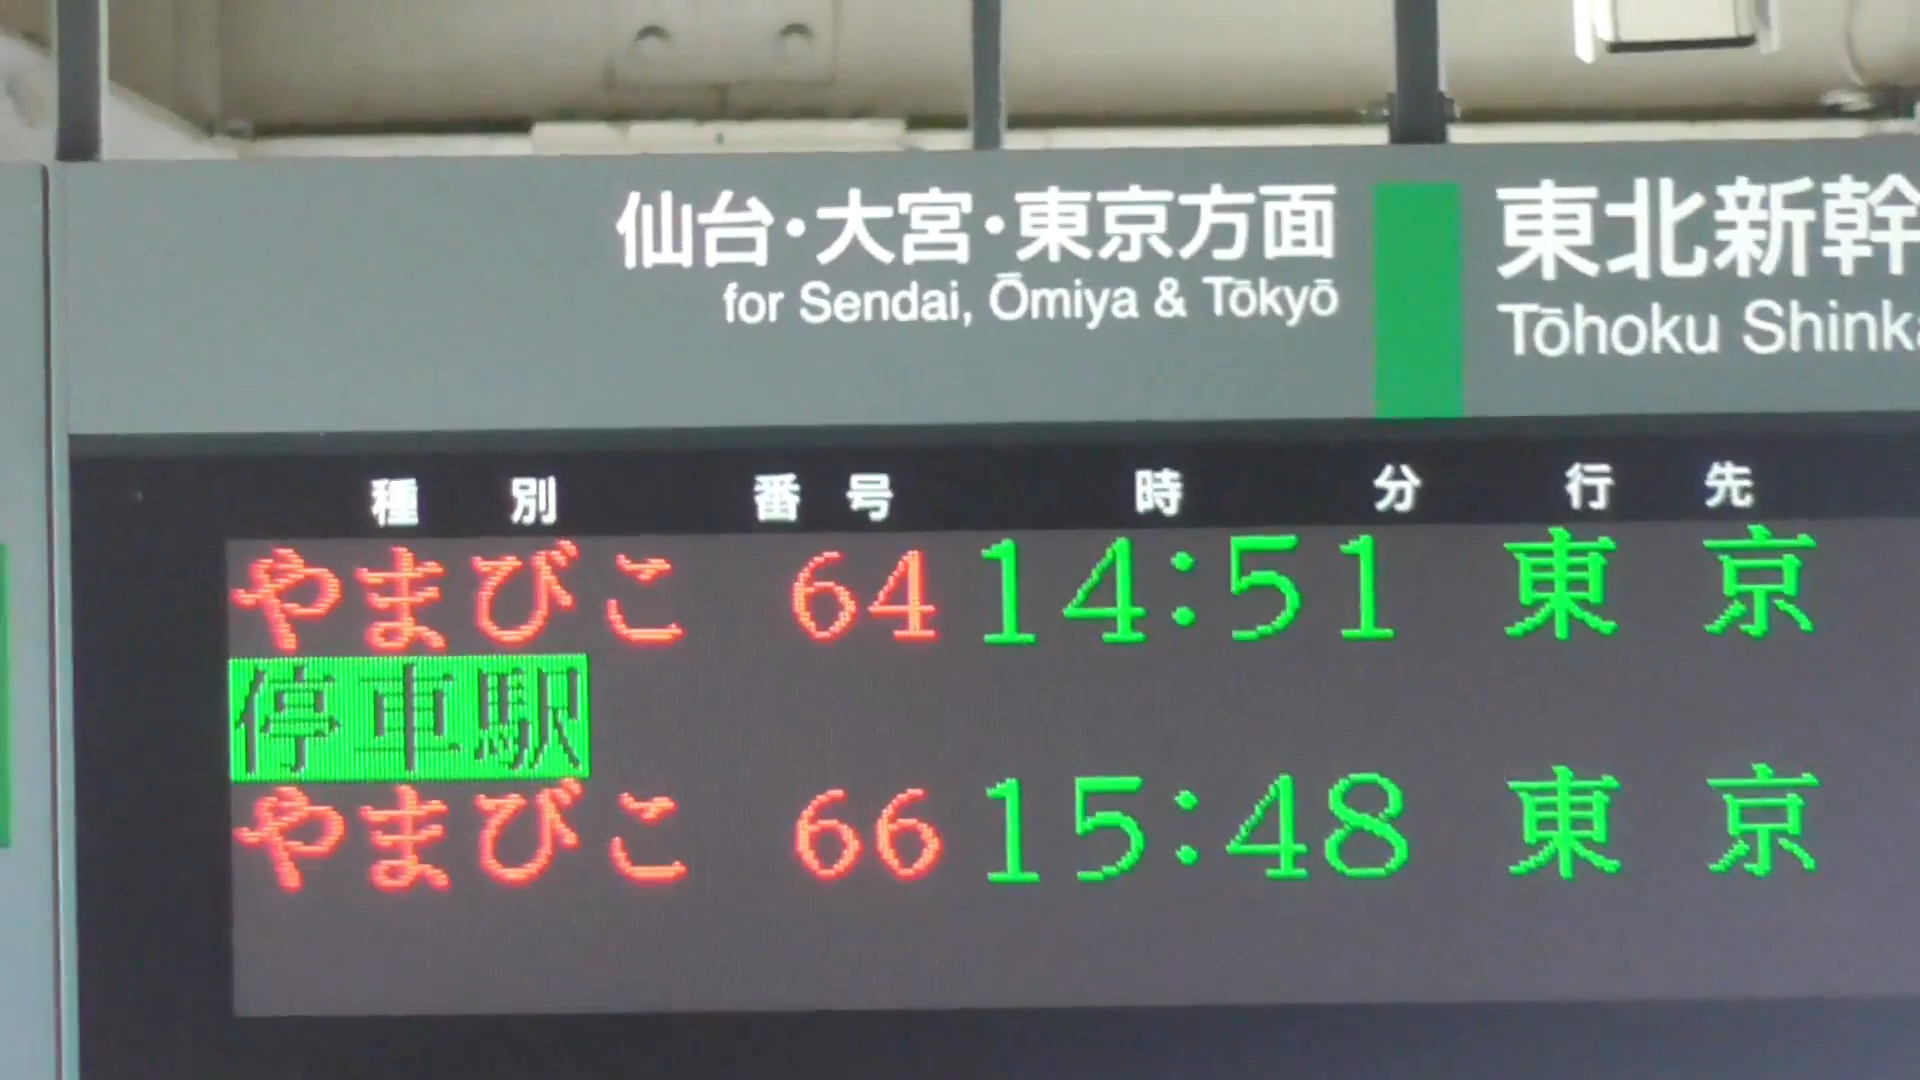 仙台・大宮・東京方面
for Sendai, Ōmiya & Tōkyō
東北新幹
Tōhoku Shinka
種別 番号 時 分 行先
やまびこ 64 14:51 東京
停車駅
やまびこ 66 15:48 東京